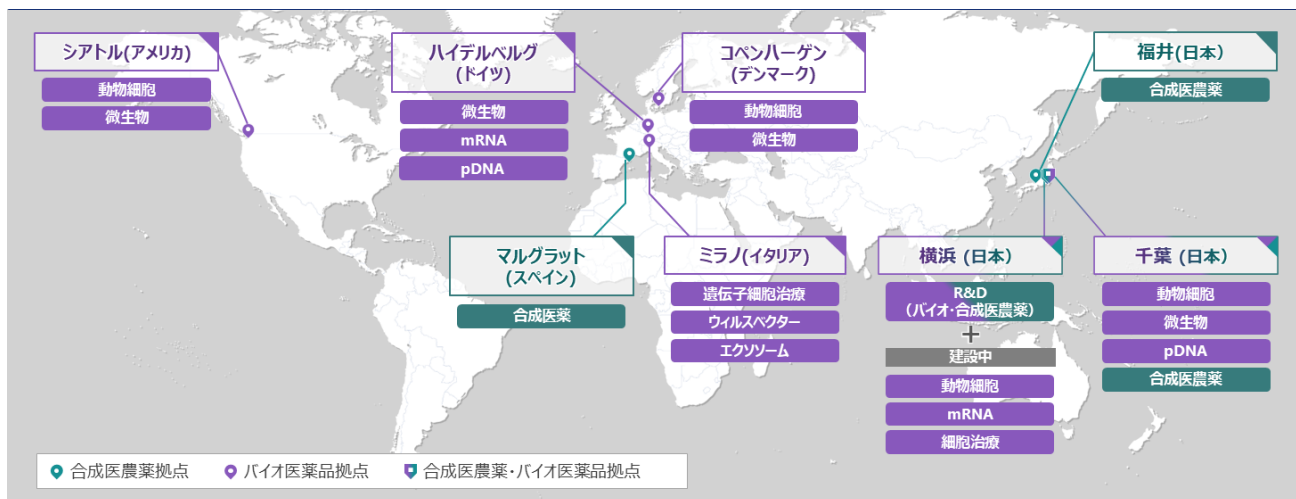 シアトル(アメリカ)
動物細胞
微生物
ハイデルベルグ
(ドイツ)
微生物
mRNA
pDNA
コペンハーゲン
(デンマーク)
動物細胞
微生物
福井(日本)
合成医農薬
マルグラット
(スペイン)
合成医薬
ミラノ(イタリア)
遺伝子細胞治療
ウィルスベクター
エクソソーム
横浜 (日本)
R&D
(バイオ・合成医農薬)
+
建設中
動物細胞
mRNA
細胞治療
千葉 (日本)
動物細胞
微生物
pDNA
合成医農薬
合成医農薬拠点
バイオ医薬品拠点
合成医農薬・バイオ医薬品拠点